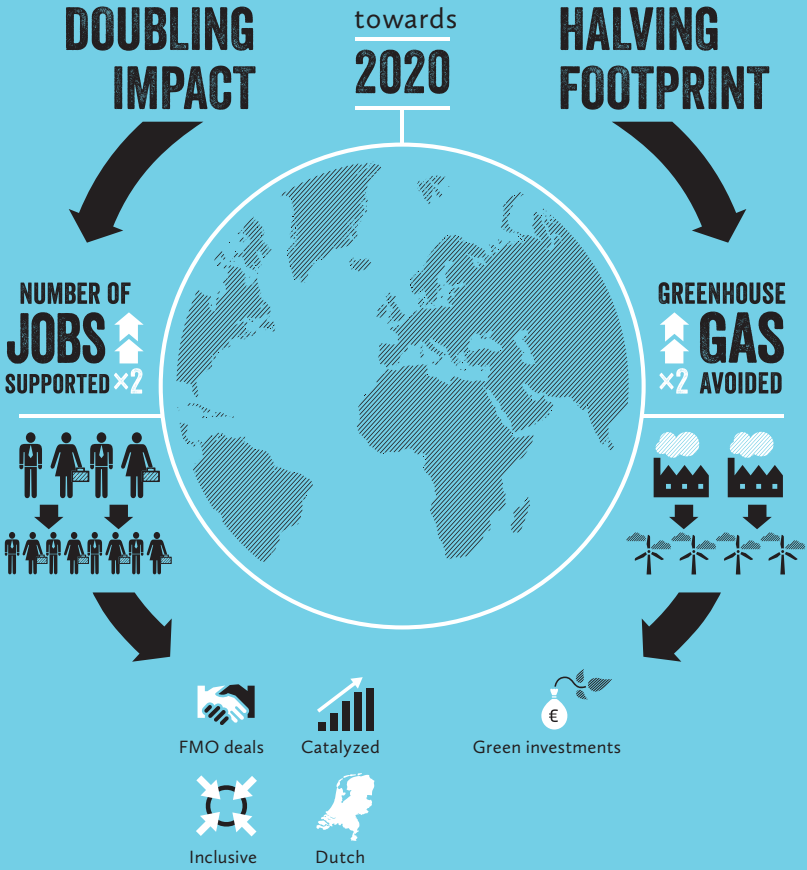 DOUBLING
IMPACT
towards
2020
HALVING
FOOTPRINT
NUMBER OF
JOBS
SUPPORTED ×2
GREENHOUSE
GAS
×2 AVOIDED
FMO deals
Catalyzed
€
Green investments
Inclusive
Dutch